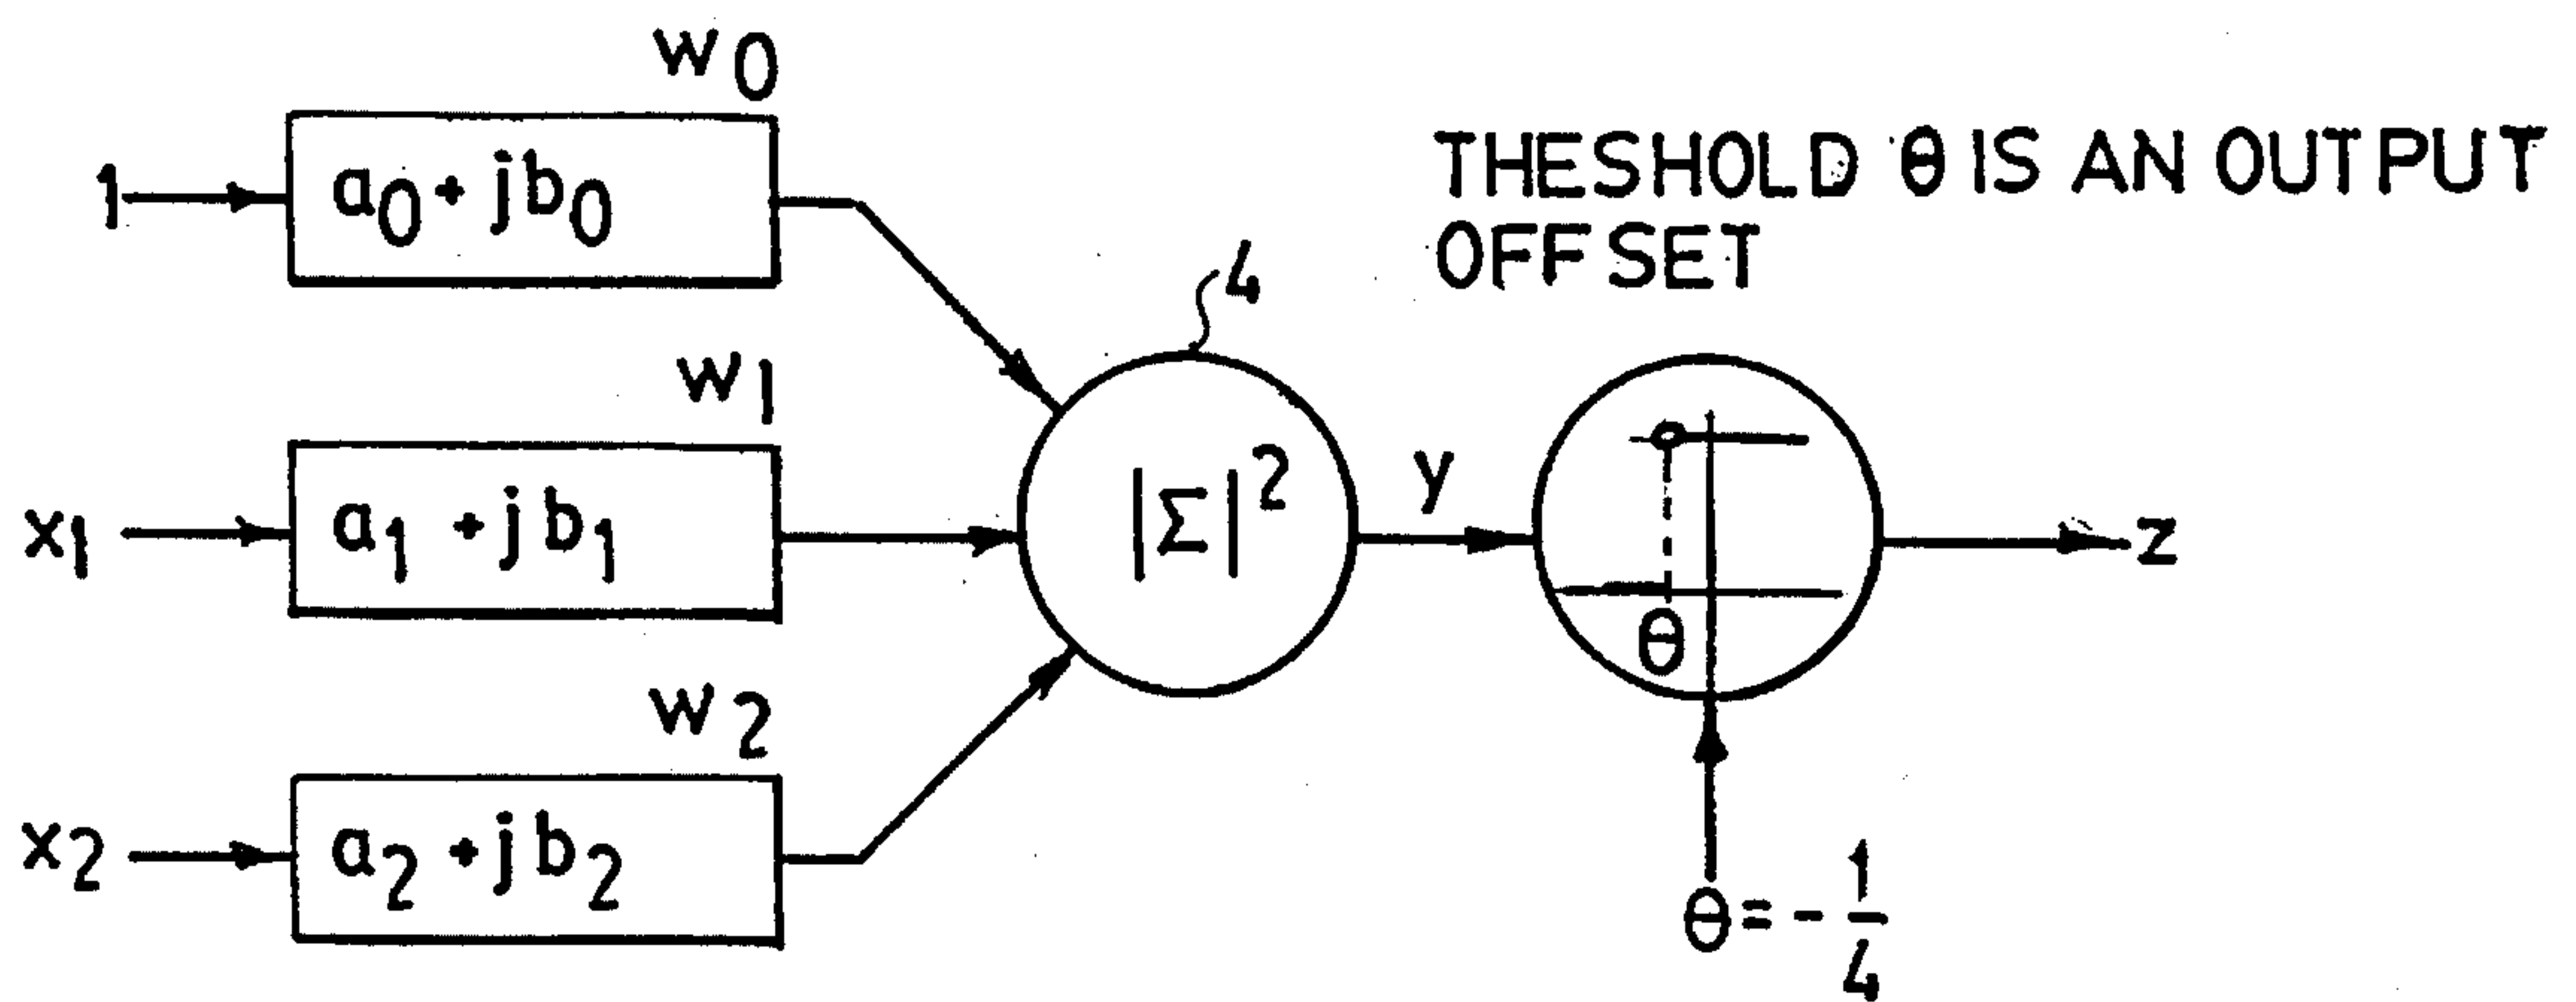 w0
1
a0 + jb0
THESHOLD θ IS AN OUTPUT
OFFSET
4
w1
x1
a1 + jb1
|Σ|2
y
θ
z
w2
x2
a2 + jb2
θ = - 1/4